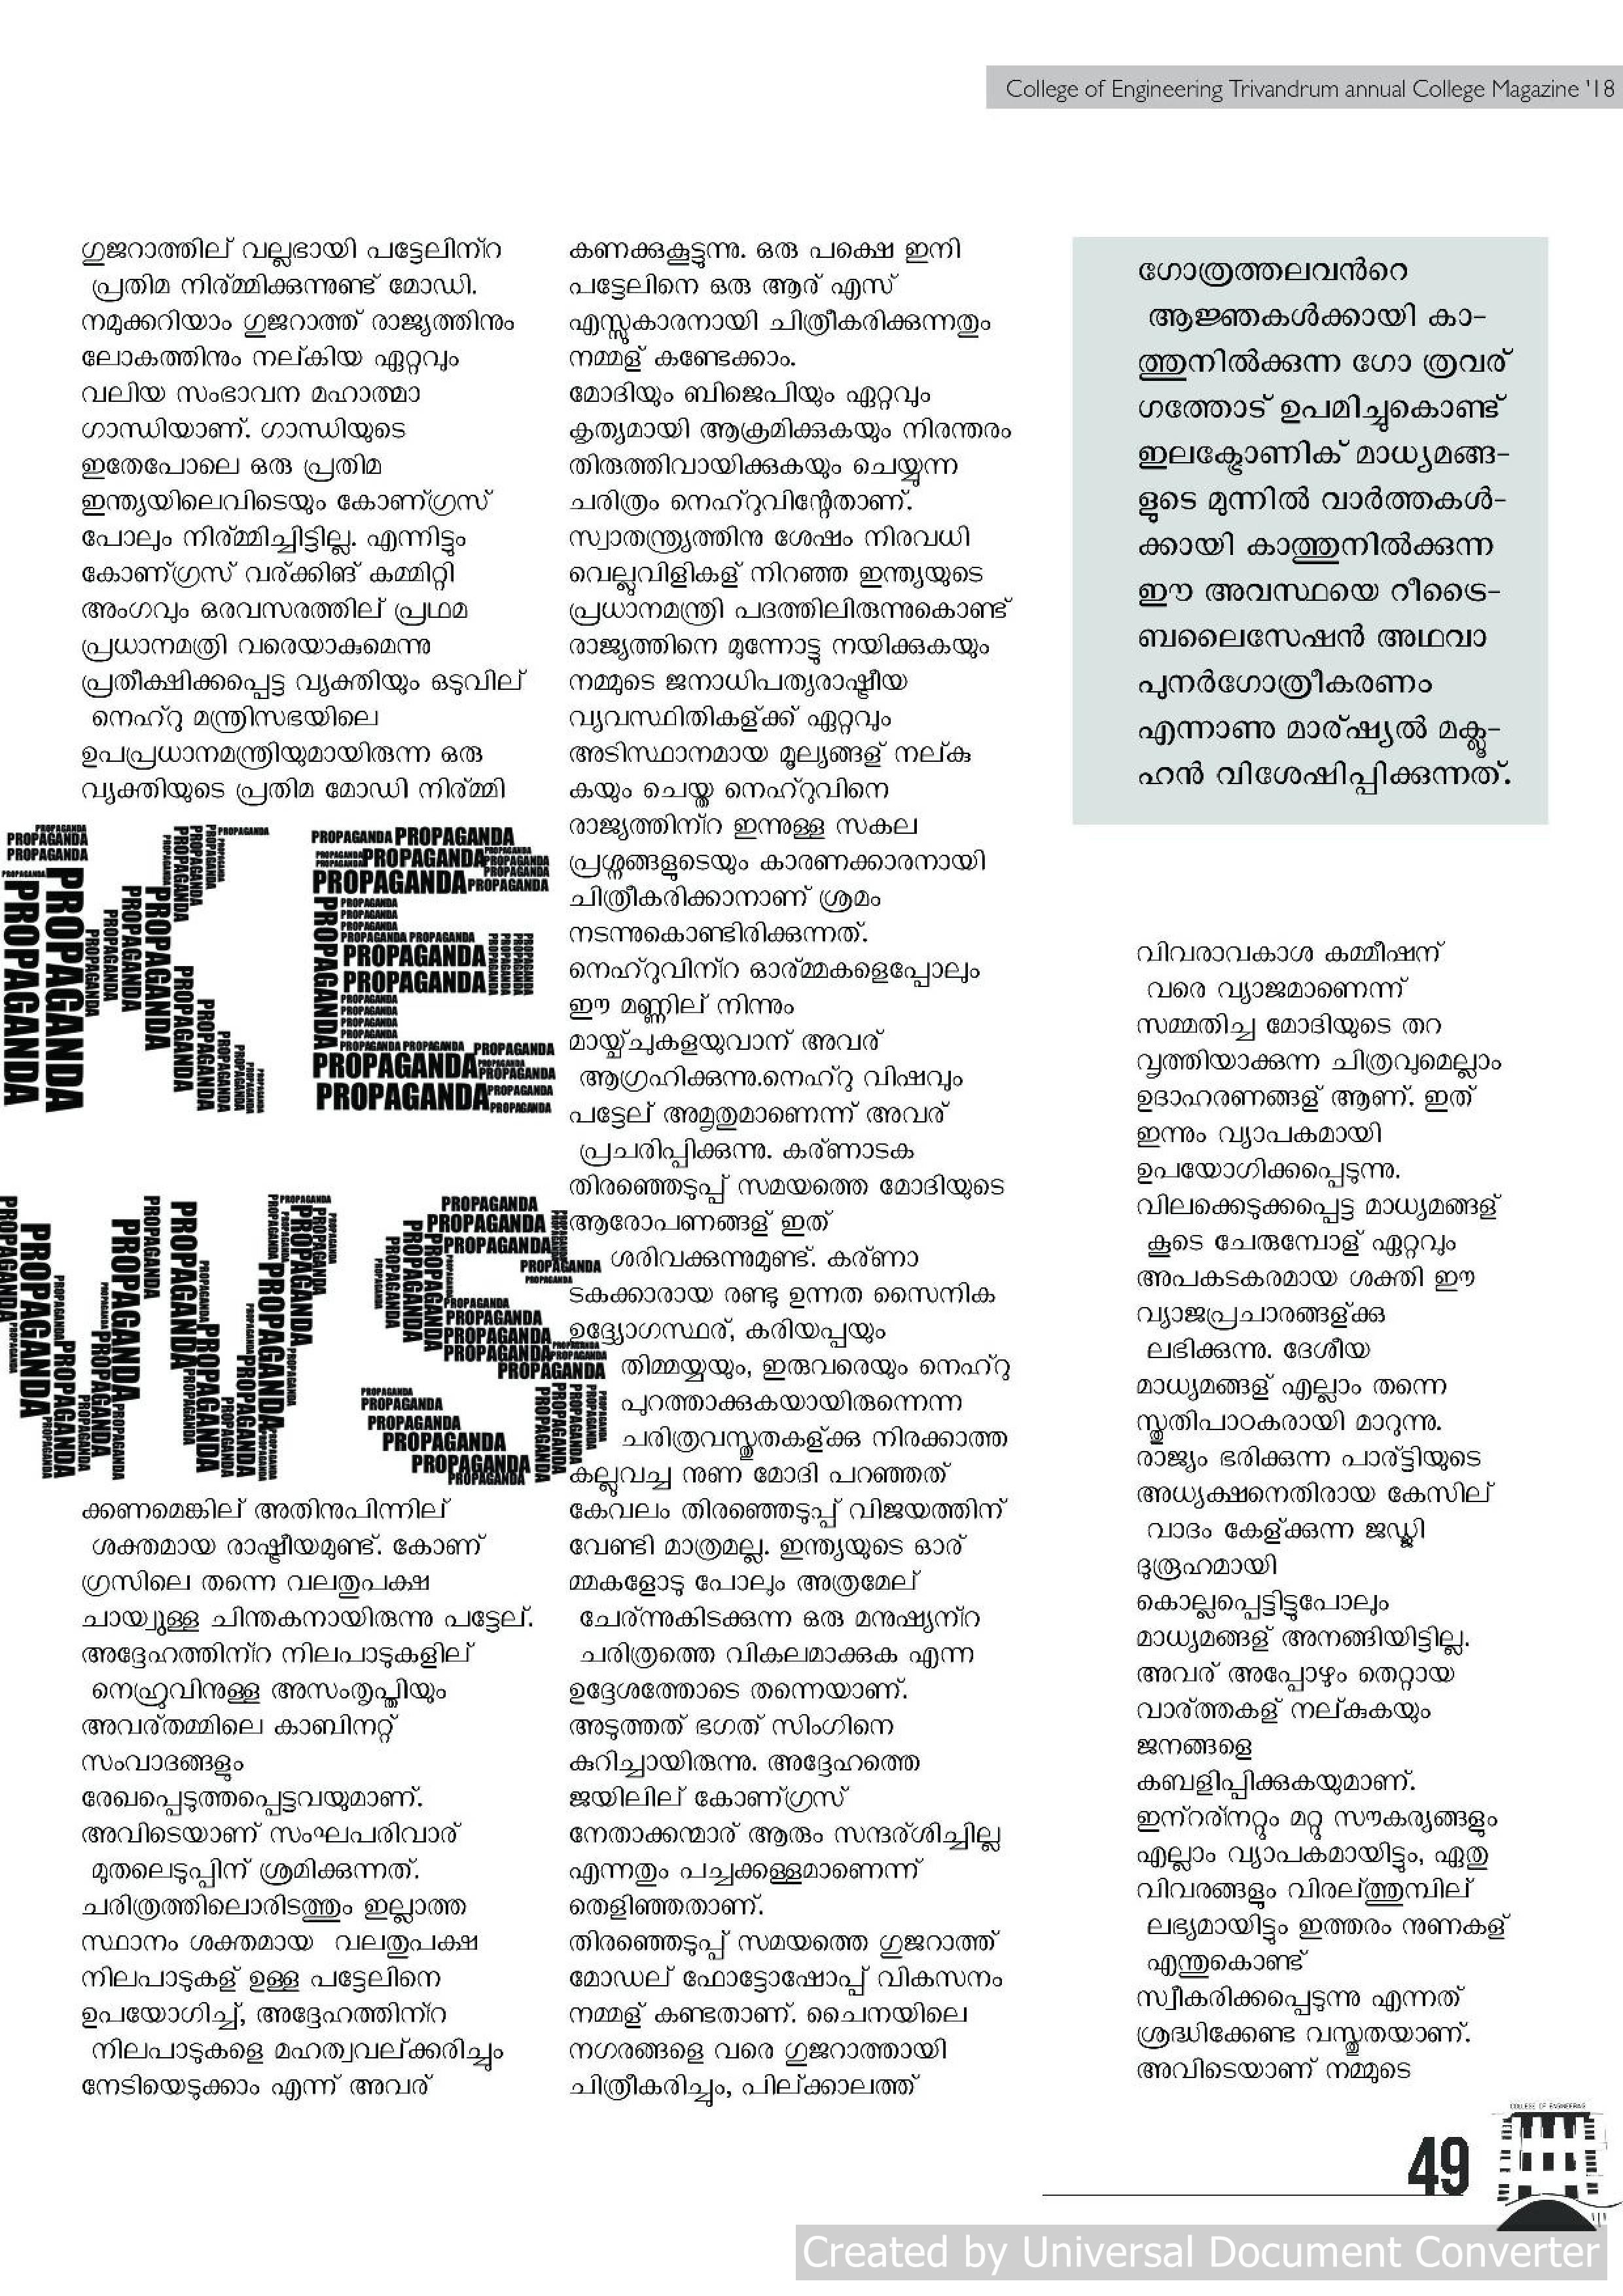 College of Engineering Trivandrum annual College Magazine '18
ഗുജറാത്തില് വല്ലഭായി പട്ടേലിന്റ
പ്രതിമ നിര്മ്മിക്കുന്നുണ്ട് മോഡി.
നമുക്കറിയാം ഗുജറാത്ത് രാജ്യത്തിനും
ലോകത്തിനും നല്കിയ ഏറ്റവും
വലിയ സംഭാവന മഹാത്മാ
ഗാന്ധിയാണ്. ഗാന്ധിയുടെ
ഇതേപോലെ ഒരു പ്രതിമ
ഇന്ത്യയിലെവിടെയും കോണ്ഗ്രസ്
പോലും നിര്മ്മിച്ചിട്ടില്ല. എന്നിട്ടും
കോണ്ഗ്രസ് വര്ക്കിങ് കമ്മിറ്റി
അംഗവും ഒരവസരത്തില് പ്രഥമ
പ്രധാനമത്രി വരെയാകുമെന്നു
പ്രതീക്ഷിക്കപ്പെട്ട വ്യക്തിയും ഒടുവില്
നെഹ്റു മന്ത്രിസഭയിലെ
ഉപപ്രധാനമന്ത്രിയുമായിരുന്ന ഒരു
വ്യക്തിയുടെ പ്രതിമ മോഡി നിര്മ്മി
KE
WS
ക്കണമെങ്കില് അതിനുപിന്നില്
ശക്തമായ രാഷ്ട്രീയമുണ്ട്. കോണ്
ഗ്രസിലെ തന്നെ വലതുപക്ഷ
ചായ്വുള്ള ചിന്തകനായിരുന്നു പട്ടേല്.
അദ്ദേഹത്തിന്റ നിലപാടുകളില്
നെഹ്രുവിനുള്ള അസംതൃപ്തിയും
അവര്തമ്മിലെ കാബിനറ്റ്
സംവാദങ്ങളും
രേഖപ്പെടുത്തപ്പെട്ടവയുമാണ്.
അവിടെയാണ് സംഘപരിവാര്
മുതലെടുപ്പിന് ശ്രമിക്കുന്നത്.
ചരിത്രത്തിലൊരിടത്തും ഇല്ലാത്ത
സ്ഥാനം ശക്തമായ വലതുപക്ഷ
നിലപാടുകള് ഉള്ള പട്ടേലിനെ
ഉപയോഗിച്ച്, അദ്ദേഹത്തിന്റ
നിലപാടുകളെ മഹത്വവല്ക്കരിച്ചും
നേടിയെടുക്കാം എന്ന് അവര്
കണക്കുകൂട്ടുന്നു. ഒരു പക്ഷെ ഇനി
പട്ടേലിനെ ഒരു ആര് എസ്
എസ്സുകാരനായി ചിത്രീകരിക്കുന്നതും
നമ്മള് കണ്ടേക്കാം.
മോദിയും ബിജെപിയും ഏറ്റവും
കൃത്യമായി ആക്രമിക്കുകയും നിരന്തരം
തിരുത്തിവായിക്കുകയും ചെയ്യുന്ന
ചരിത്രം നെഹ്റുവിന്റേതാണ്.
സ്വാതന്ത്ര്യത്തിനു ശേഷം നിരവധി
വെല്ലുവിളികള് നിറഞ്ഞ ഇന്ത്യയുടെ
പ്രധാനമന്ത്രി പദത്തിലിരുന്നുകൊണ്ട്
രാജ്യത്തിനെ മുന്നോട്ടു നയിക്കുകയും
നമ്മുടെ ജനാധിപത്യരാഷ്ട്രീയ
വ്യവസ്ഥിതികള്ക്ക് ഏറ്റവും
അടിസ്ഥാനമായ മൂല്യങ്ങള് നല്കു
കയും ചെയ്ത നെഹ്റുവിനെ
രാജ്യത്തിന്റ ഇന്നുള്ള സകല
പ്രശ്നങ്ങളുടെയും കാരണക്കാരനായി
ചിത്രീകരിക്കാനാണ് ശ്രമം
നടന്നുകൊണ്ടിരിക്കുന്നത്.
നെഹ്റുവിന്റ ഓര്മ്മകളെപ്പോലും
ഈ മണ്ണില് നിന്നും
മായ്ച്ചുകളയുവാന് അവര്
ആഗ്രഹിക്കുന്നു.നെഹ്റു വിഷവും
പട്ടേല് അമൃതുമാണെന്ന് അവര്
പ്രചരിപ്പിക്കുന്നു. കര്ണാടക
തിരഞ്ഞെടുപ്പ് സമയത്തെ മോദിയുടെ
ആരോപണങ്ങള് ഇത്
ശരിവക്കുന്നുമുണ്ട്. കര്ണാ
ടകക്കാരായ രണ്ടു ഉന്നത സൈനിക
ഉദ്ദ്യോഗസ്ഥര്, കരിയപ്പയും
തിമ്മയ്യയും, ഇരുവരെയും നെഹ്റു
പുറത്താക്കുകയായിരുന്നെന്ന
ചരിത്രവസ്തുതകള്ക്കു നിരക്കാത്ത
കല്ലുവച്ച നുണ മോദി പറഞ്ഞത്
കേവലം തിരഞ്ഞെടുപ്പ് വിജയത്തിന്
വേണ്ടി മാത്രമല്ല. ഇന്ത്യയുടെ ഓര്
മ്മകളോടു പോലും അത്രമേല്
ചേര്ന്നുകിടക്കുന്ന ഒരു മനുഷ്യന്റ
ചരിത്രത്തെ വികലമാക്കുക എന്ന
ഉദ്ദേശത്തോടെ തന്നെയാണ്.
അടുത്തത് ഭഗത് സിംഗിനെ
കുറിച്ചായിരുന്നു. അദ്ദേഹത്തെ
ജയിലില് കോണ്ഗ്രസ്
നേതാക്കന്മാര് ആരും സന്ദര്ശിച്ചില്ല
എന്നതും പച്ചക്കള്ളമാണെന്ന്
തെളിഞ്ഞതാണ്.
തിരഞ്ഞെടുപ്പ് സമയത്തെ ഗുജറാത്ത്
മോഡല് ഫോട്ടോഷോപ്പ് വികസനം
നമ്മള് കണ്ടതാണ്. ചൈനയിലെ
നഗരങ്ങളെ വരെ ഗുജറാത്തായി
ചിത്രീകരിച്ചും, പില്ക്കാലത്ത്
ഗോത്രത്തലവൻറെ
ആജ്ഞകൾക്കായി കാ-
ത്തുനിൽക്കുന്ന ഗോ ത്രവര്
ഗത്തോട് ഉപമിച്ചുകൊണ്ട്
ഇലക്ട്രോണിക് മാധ്യമങ്ങ-
ളുടെ മുന്നിൽ വാർത്തകൾ-
ക്കായി കാത്തുനിൽക്കുന്ന
ഈ അവസ്ഥയെ റീട്രൈ-
ബലൈസേഷൻ അഥവാ
പുനർഗോത്രീകരണം
എന്നാണു മാര്ഷ്യൽ മക്ലൂ-
ഹൻ വിശേഷിപ്പിക്കുന്നത്.
വിവരാവകാശ കമ്മീഷന്
വരെ വ്യാജമാണെന്ന്
സമ്മതിച്ച മോദിയുടെ തറ
വൃത്തിയാക്കുന്ന ചിത്രവുമെല്ലാം
ഉദാഹരണങ്ങള് ആണ്. ഇത്
ഇന്നും വ്യാപകമായി
ഉപയോഗിക്കപ്പെടുന്നു.
വിലക്കെടുക്കപ്പെട്ട മാധ്യമങ്ങള്
കൂടെ ചേരുമ്പോള് ഏറ്റവും
അപകടകരമായ ശക്തി ഈ
വ്യാജപ്രചാരങ്ങള്ക്കു
ലഭിക്കുന്നു. ദേശീയ
മാധ്യമങ്ങള് എല്ലാം തന്നെ
സ്തുതിപാഠകരായി മാറുന്നു.
രാജ്യം ഭരിക്കുന്ന പാര്ട്ടിയുടെ
അധ്യക്ഷനെതിരായ കേസില്
വാദം കേള്ക്കുന്ന ജഡ്ജി
ദുരൂഹമായി
കൊല്ലപ്പെട്ടിട്ടുപോലും
മാധ്യമങ്ങള് അനങ്ങിയിട്ടില്ല.
അവര് അപ്പോഴും തെറ്റായ
വാര്ത്തകള് നല്കുകയും
ജനങ്ങളെ
കബളിപ്പിക്കുകയുമാണ്.
ഇന്റര്നെറ്റും മറ്റു സൗകര്യങ്ങളും
എല്ലാം വ്യാപകമായിട്ടും, ഏതു
വിവരങ്ങളും വിരല്ത്തുമ്പില്
ലഭ്യമായിട്ടും ഇത്തരം നുണകള്
എന്തുകൊണ്ട്
സ്വീകരിക്കപ്പെടുന്നു എന്നത്
ശ്രദ്ധിക്കേണ്ട വസ്തുതയാണ്.
അവിടെയാണ് നമ്മുടെ
COLLEGE OF ENGINEERING
49
Created by Universal Document Converter